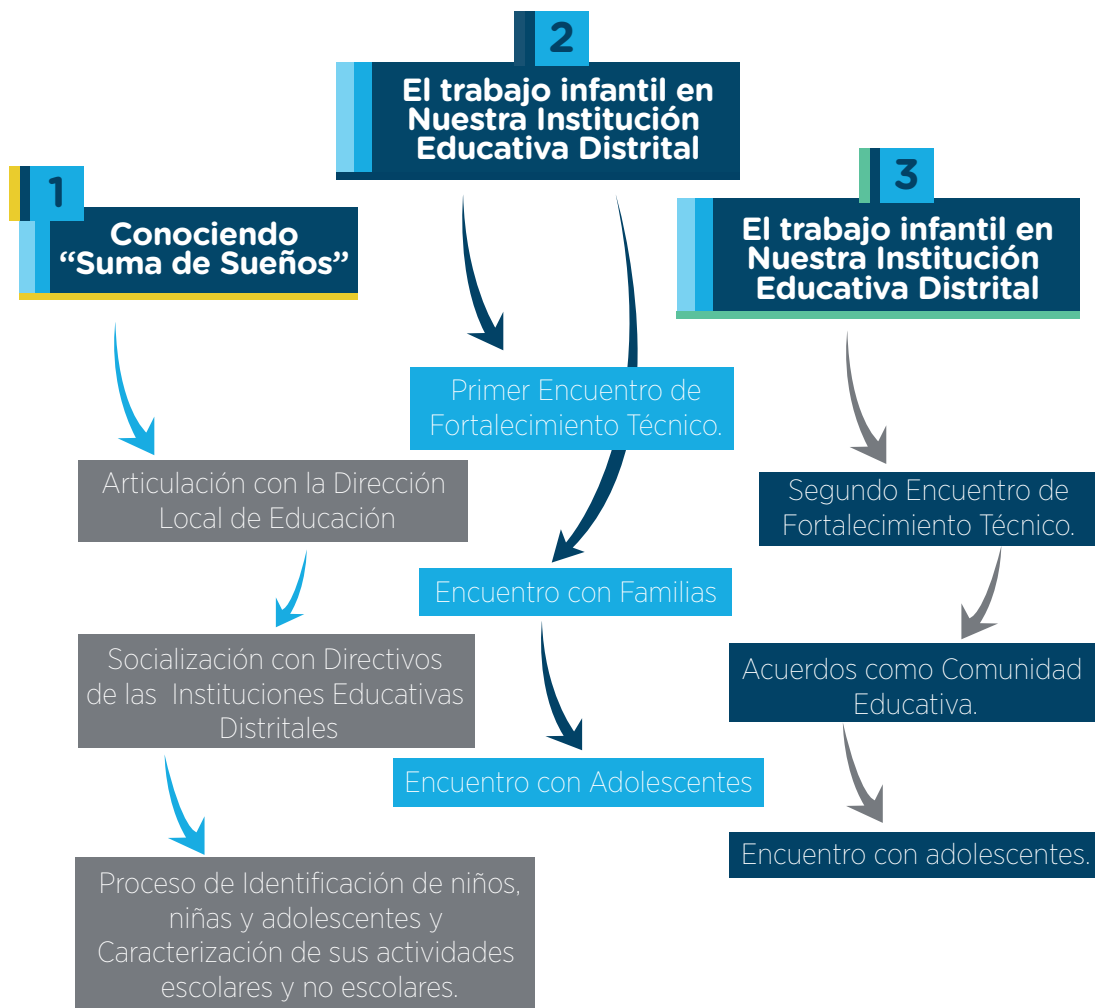 1
Conociendo
“Suma de Sueños”
Articulación con la Dirección
Local de Educación
Socialización con Directivos
de las Instituciones Educativas
Distritales
Proceso de Identificación de niños,
niñas y adolescentes y
Caracterización de sus actividades
escolares y no escolares.
2
El trabajo infantil en
Nuestra Institución
Educativa Distrital
Primer Encuentro de
Fortalecimiento Técnico.
Encuentro con Familias
Encuentro con Adolescentes
3
El trabajo infantil en
Nuestra Institución
Educativa Distrital
Segundo Encuentro de
Fortalecimiento Técnico.
Acuerdos como Comunidad
Educativa.
Encuentro con adolescentes.